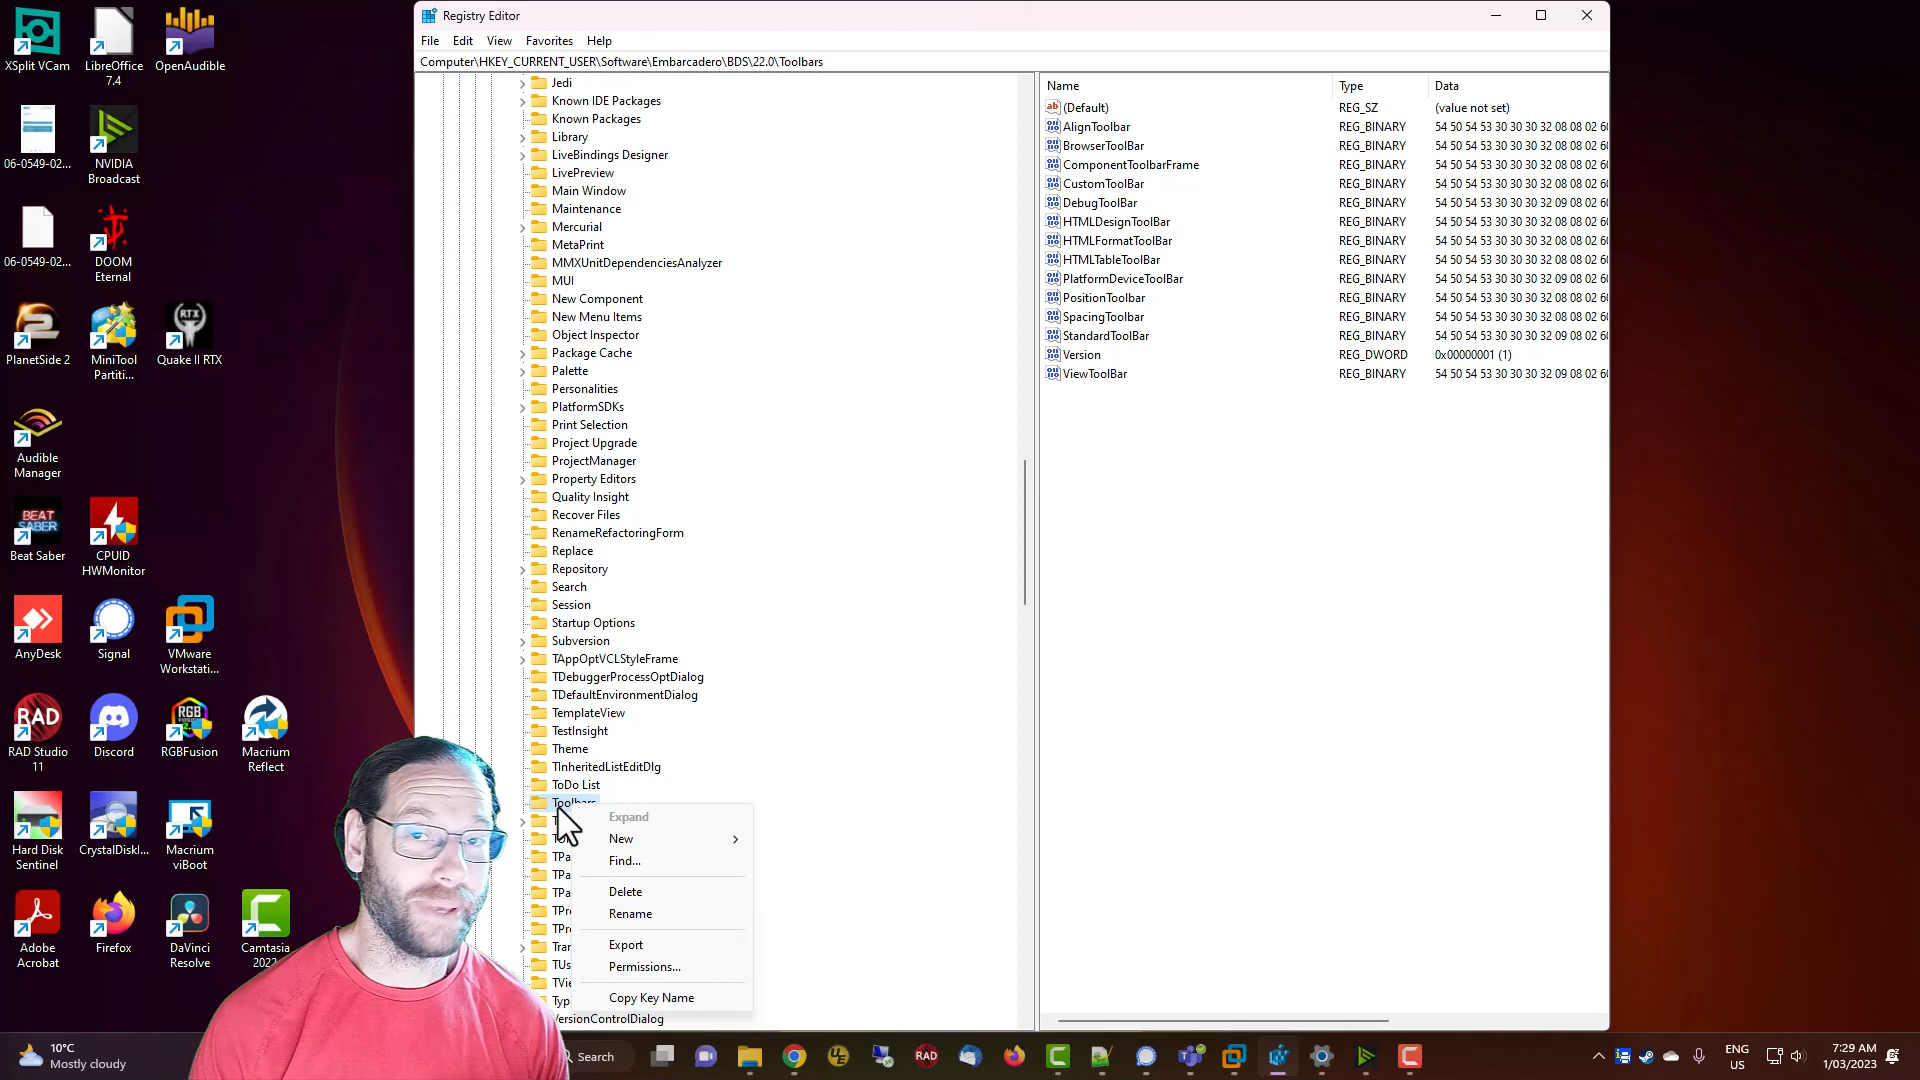 XSplit VCam
LibreOffice
7.4
OpenAudible
06-0549-02...
NVIDIA
Broadcast
06-0549-02...
DOOM
Eternal
PlanetSide 2
MiniTool
Partiti...
RTX
Quake II RTX
Audible
Manager
BEAT
SABER
Beat Saber
CPUID
HWMonitor
AnyDesk
Signal
VMware
Workstati...
RAD
RAD Studio
11
Discord
RGB
RGBFusion
Macrium
Reflect
Hard Disk
Sentinel
CrystalDiskI...
Macrium
viBoot
Adobe
Acrobat
Firefox
DaVinci
Resolve
Camtasia
2022
Registry Editor
File Edit View Favorites Help
Computer\HKEY_CURRENT_USER\Software\Embarcadero\BDS\22.0\Toolbars
Jedi
Known IDE Packages
Known Packages
Library
LiveBindings Designer
LivePreview
Main Window
Maintenance
Mercurial
MetaPrint
MMXUnitDependenciesAnalyzer
MUI
New Component
New Menu Items
Object Inspector
Package Cache
Palette
Personalities
PlatformSDKs
Print Selection
Project Upgrade
ProjectManager
Property Editors
Quality Insight
Recover Files
RenameRefactoringForm
Replace
Repository
Search
Session
Startup Options
Subversion
TAppOptVCLStyleFrame
TDebuggerProcessOptDialog
TDefaultEnvironmentDialog
TemplateView
TestInsight
Theme
TInheritedListEditDlg
ToDo List
Toolbars
TPa
TPa
TPa
TPr
TPr
Tran
TUs
TVie
Typ
VersionControlDialog
Expand
New
Find...
Delete
Rename
Export
Permissions...
Copy Key Name
Name Type Data
ab (Default) REG_SZ (value not set)
AlignToolbar REG_BINARY 54 50 54 53 30 30 30 32 08 08 02 60
BrowserToolBar REG_BINARY 54 50 54 53 30 30 30 32 08 08 02 60
ComponentToolbarFrame REG_BINARY 54 50 54 53 30 30 30 32 08 08 02 60
CustomToolBar REG_BINARY 54 50 54 53 30 30 30 32 08 08 02 60
DebugToolBar REG_BINARY 54 50 54 53 30 30 30 32 09 08 02 60
HTMLDesignToolBar REG_BINARY 54 50 54 53 30 30 30 32 08 08 02 60
HTMLFormatToolBar REG_BINARY 54 50 54 53 30 30 30 32 08 08 02 60
HTMLTableToolBar REG_BINARY 54 50 54 53 30 30 30 32 08 08 02 60
PlatformDeviceToolBar REG_BINARY 54 50 54 53 30 30 30 32 09 08 02 60
PositionToolbar REG_BINARY 54 50 54 53 30 30 30 32 08 08 02 60
SpacingToolbar REG_BINARY 54 50 54 53 30 30 30 32 08 08 02 60
StandardToolBar REG_BINARY 54 50 54 53 30 30 30 32 09 08 02 60
Version REG_DWORD 0x00000001 (1)
ViewToolBar REG_BINARY 54 50 54 53 30 30 30 32 09 08 02 60
10°C
Mostly cloudy
Search
UE
RAD
ENG
US
7:29 AM
1/03/2023